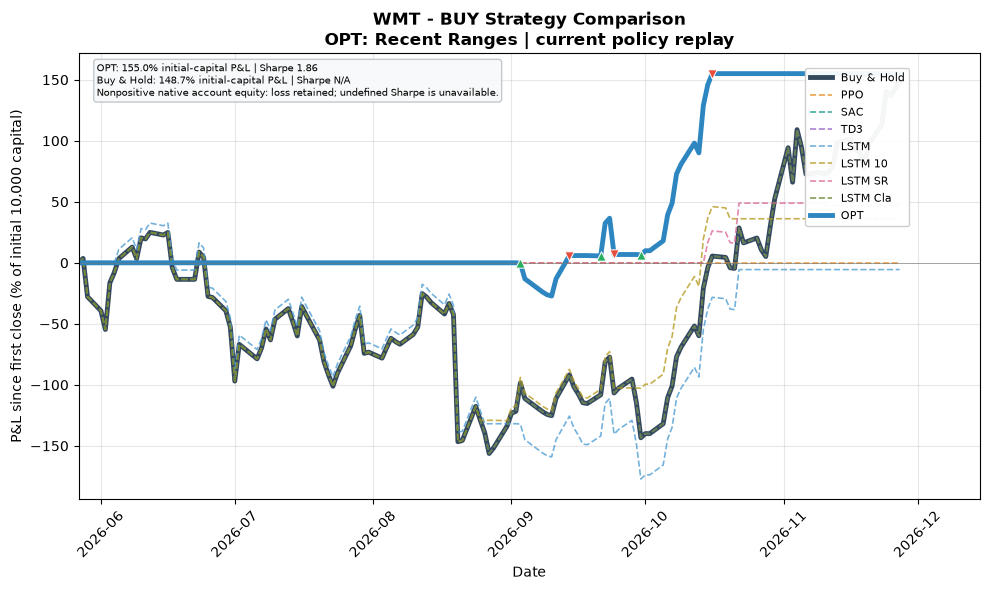 WMT - BUY Strategy Comparison
OPT: Recent Ranges | current policy replay
OPT: 155.0% initial-capital P&L | Sharpe 1.86
Buy & Hold: 148.7% initial-capital P&L | Sharpe N/A
Nonpositive native account equity: loss retained; undefined Sharpe is unavailable.
Buy & Hold
PPO
SAC
TD3
LSTM
LSTM 10
LSTM SR
LSTM Cla
OPT
P&L since first close (% of initial 10,000 capital)
150
100
50
0
−50
−100
−150
2026-06
2026-07
2026-08
2026-09
2026-10
2026-11
2026-12
Date